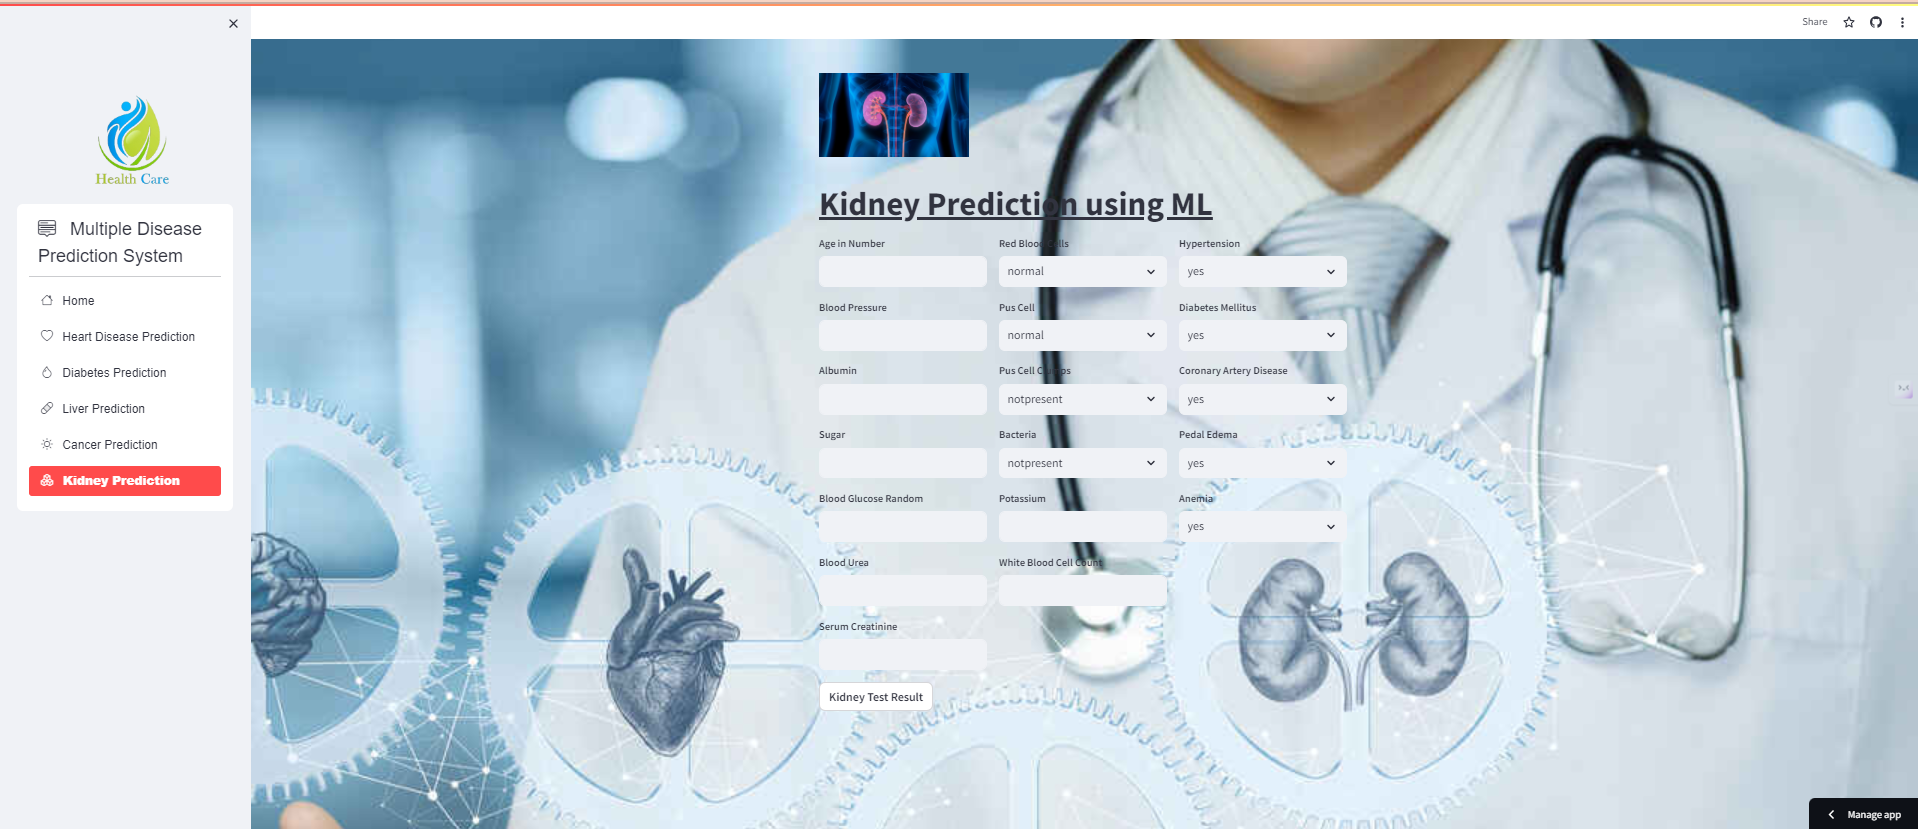 Share
Health Care
Multiple Disease
Prediction System
Home
Heart Disease Prediction
Diabetes Prediction
Liver Prediction
Cancer Prediction
Kidney Prediction
Kidney Prediction using ML
Age in Number
Red Blood Cells
normal
Hypertension
yes
Blood Pressure
Pus Cell
normal
Diabetes Mellitus
yes
Albumin
Pus Cell Clumps
notpresent
Coronary Artery Disease
yes
Sugar
Bacteria
notpresent
Pedal Edema
yes
Blood Glucose Random
Potassium
Anemia
yes
Blood Urea
White Blood Cell Count
Serum Creatinine
Kidney Test Result
Manage app